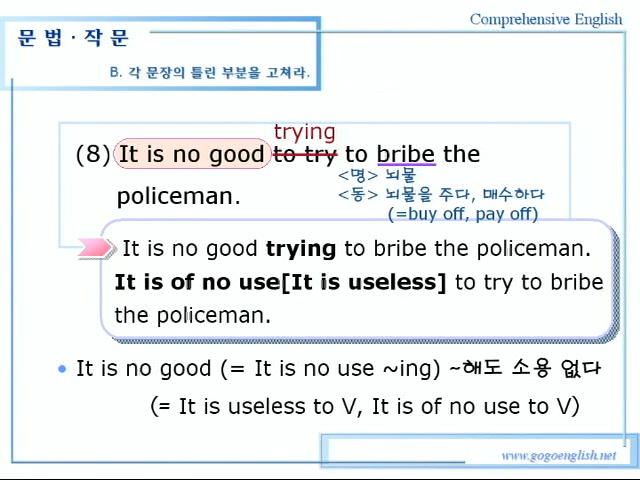 Comprehensive English
문 법 · 작 문
B. 각 문장의 틀린 부분을 고쳐라.
trying
(8) It is no good to try to bribe the
<명> 뇌물
policeman.
<동> 뇌물을 주다, 매수하다
(=buy off, pay off)
It is no good trying to bribe the policeman.
It is of no use[It is useless] to try to bribe
the policeman.
• It is no good (= It is no use ~ing) ~해도 소용 없다
(= It is useless to V, It is of no use to V)
www.gogoenglish.net